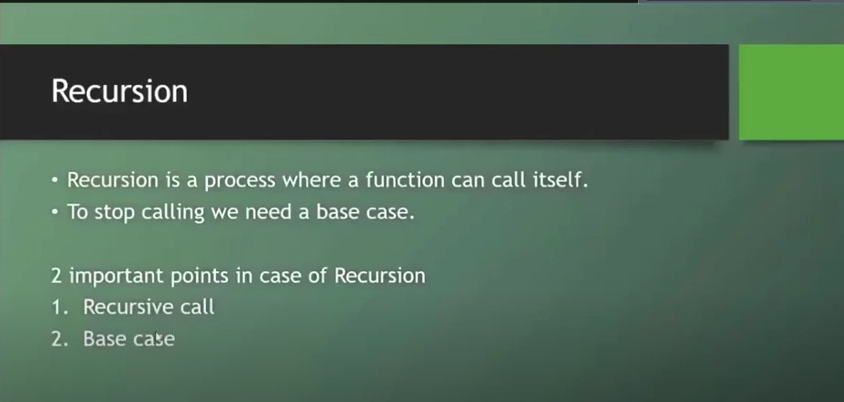 Recursion
• Recursion is a process where a function can call itself.
• To stop calling we need a base case.
2 important points in case of Recursion
1. Recursive call
2. Base case